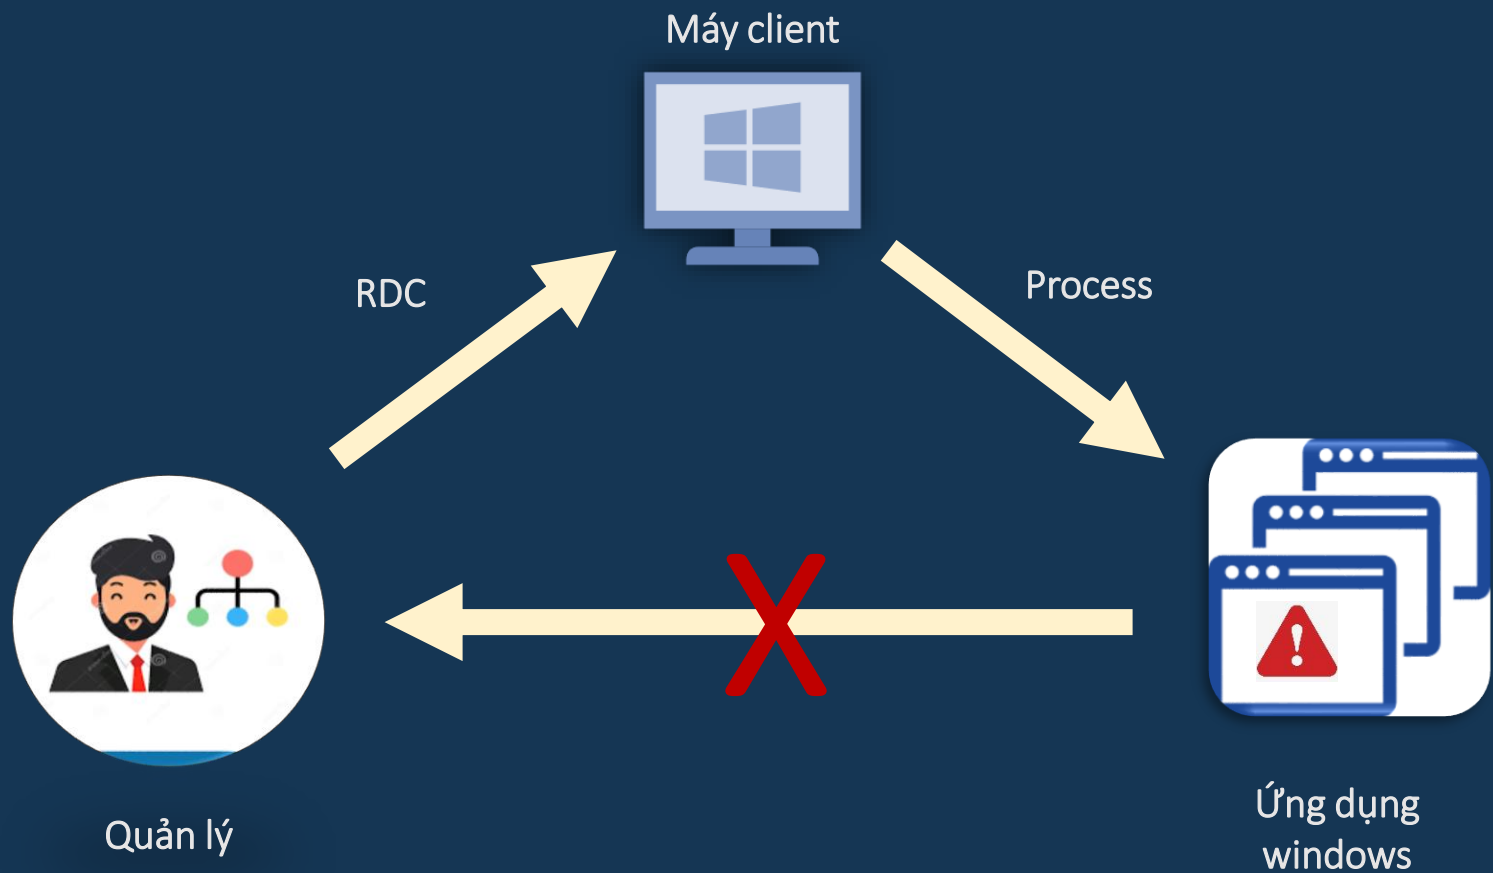 Máy client
RDC
Process
Quản lý
Ứng dụng
windows